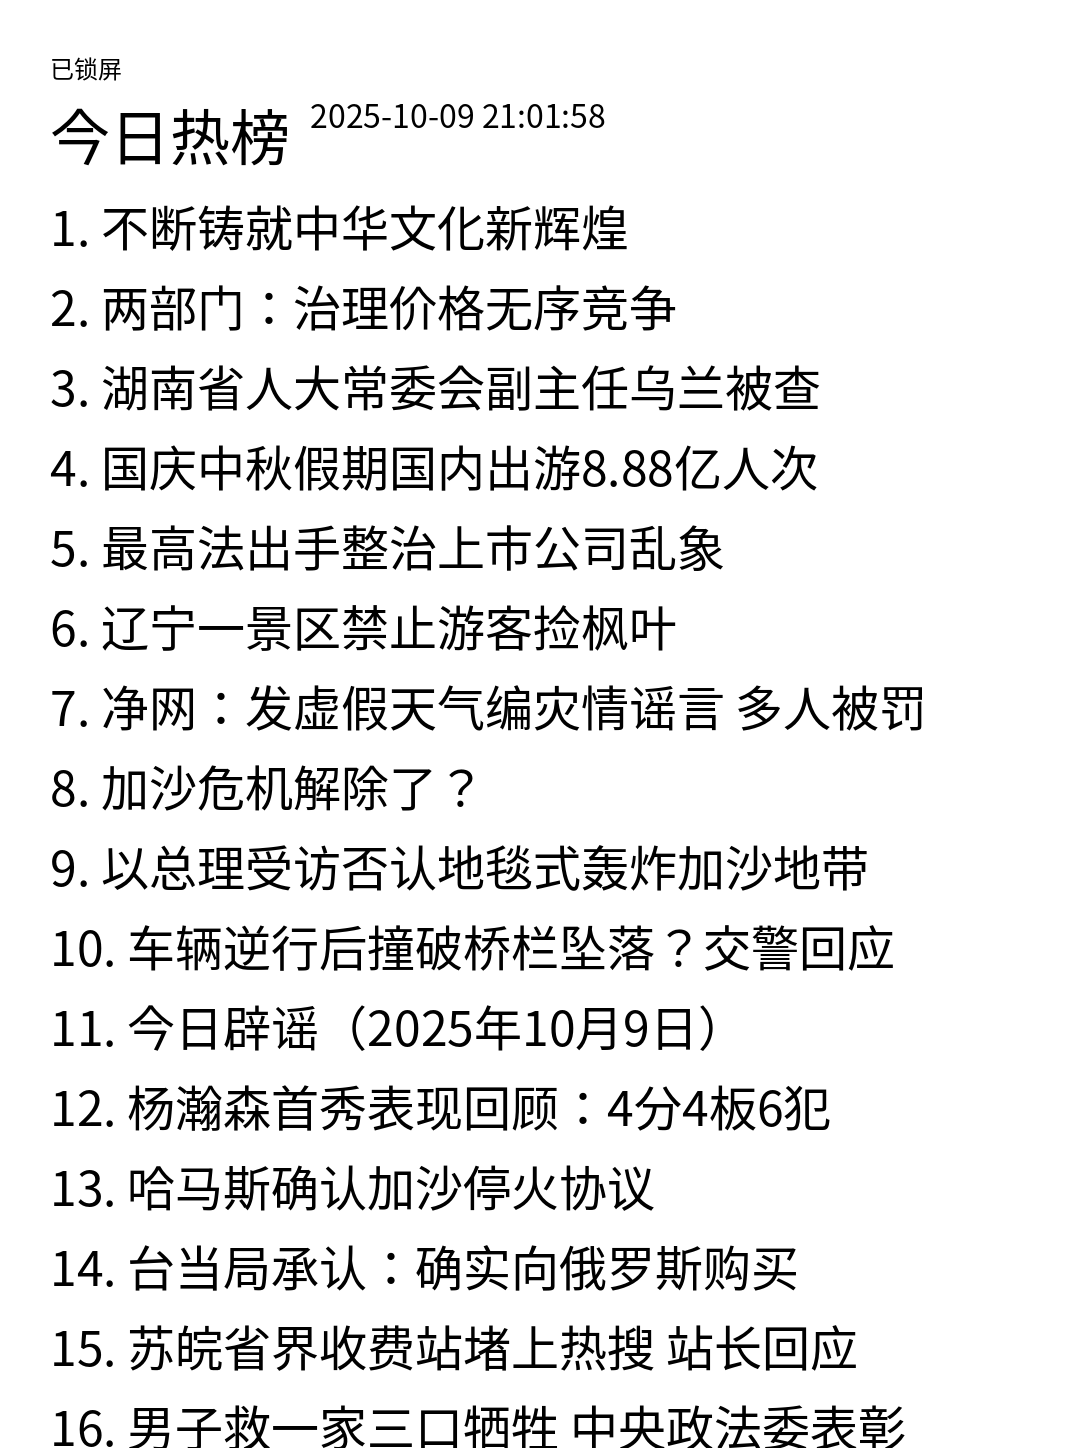 已锁屏
今日热榜 2025-10-09 21:01:58
1. 不断铸就中华文化新辉煌
2. 两部门：治理价格无序竞争
3. 湖南省人大常委会副主任乌兰被查
4. 国庆中秋假期国内出游8.88亿人次
5. 最高法出手整治上市公司乱象
6. 辽宁一景区禁止游客捡枫叶
7. 净网：发虚假天气编灾情谣言 多人被罚
8. 加沙危机解除了？
9. 以总理受访否认地毯式轰炸加沙地带
10. 车辆逆行后撞破桥栏坠落？交警回应
11. 今日辟谣（2025年10月9日）
12. 杨瀚森首秀表现回顾：4分4板6犯
13. 哈马斯确认加沙停火协议
14. 台当局承认：确实向俄罗斯购买
15. 苏皖省界收费站堵上热搜 站长回应
16. 男子救一家三口牺牲 中央政法委表彰